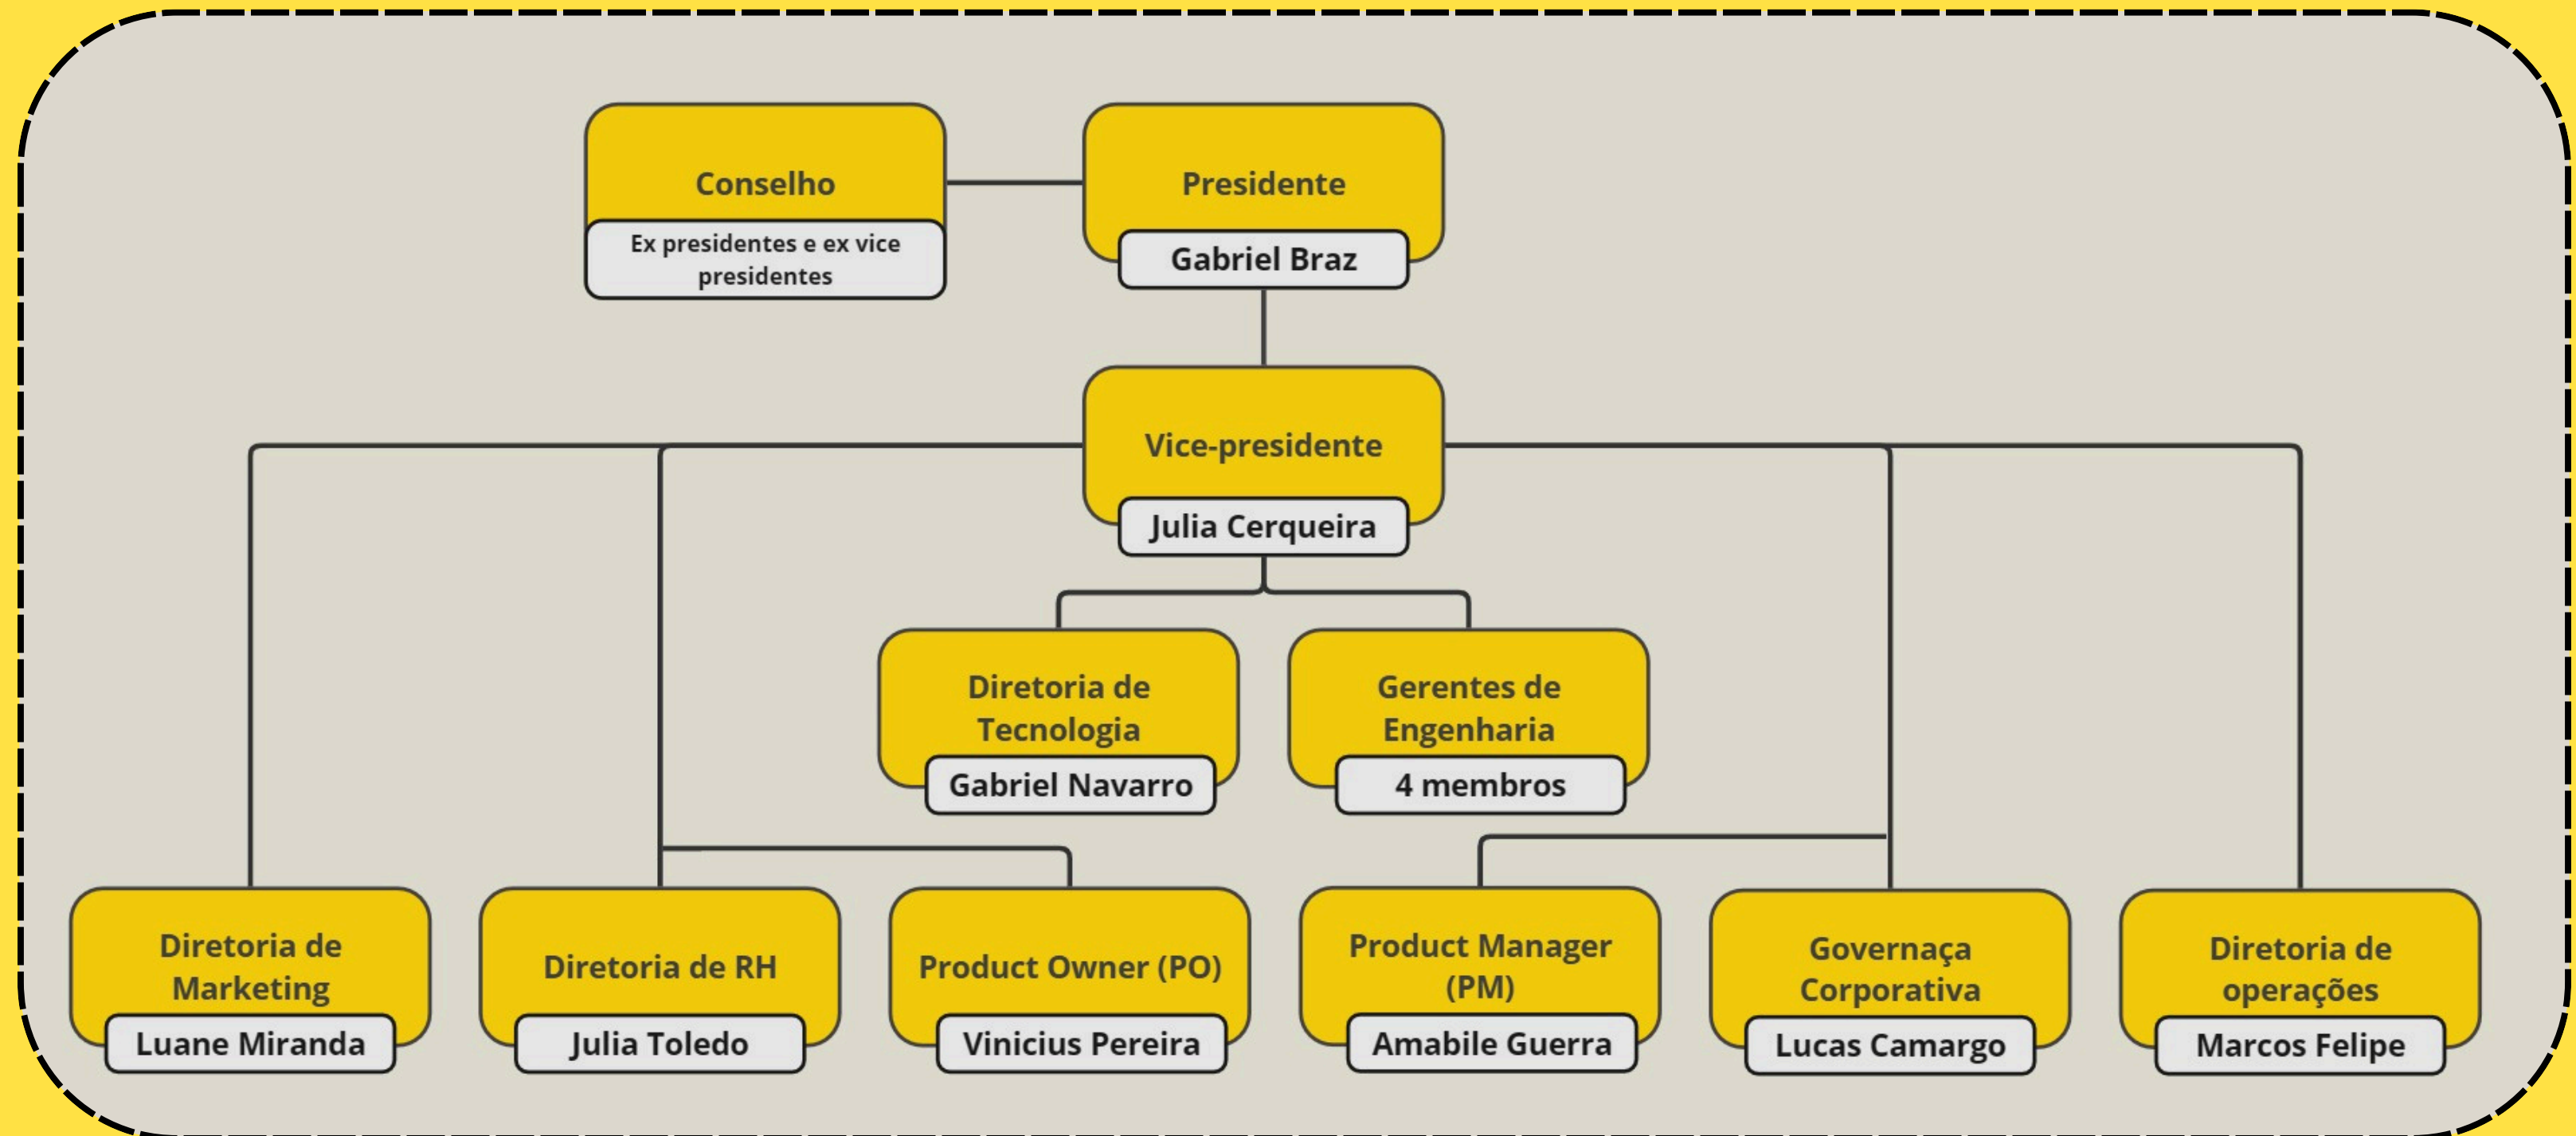 Conselho
Ex presidentes e ex vice
presidentes
Presidente
Gabriel Braz
Vice-presidente
Julia Cerqueira
Diretoria de
Tecnologia
Gabriel Navarro
Gerentes de
Engenharia
4 membros
Diretoria de
Marketing
Luane Miranda
Diretoria de RH
Julia Toledo
Product Owner (PO)
Vinicius Pereira
Product Manager
(PM)
Amabile Guerra
Governaça
Corporativa
Lucas Camargo
Diretoria de
operações
Marcos Felipe